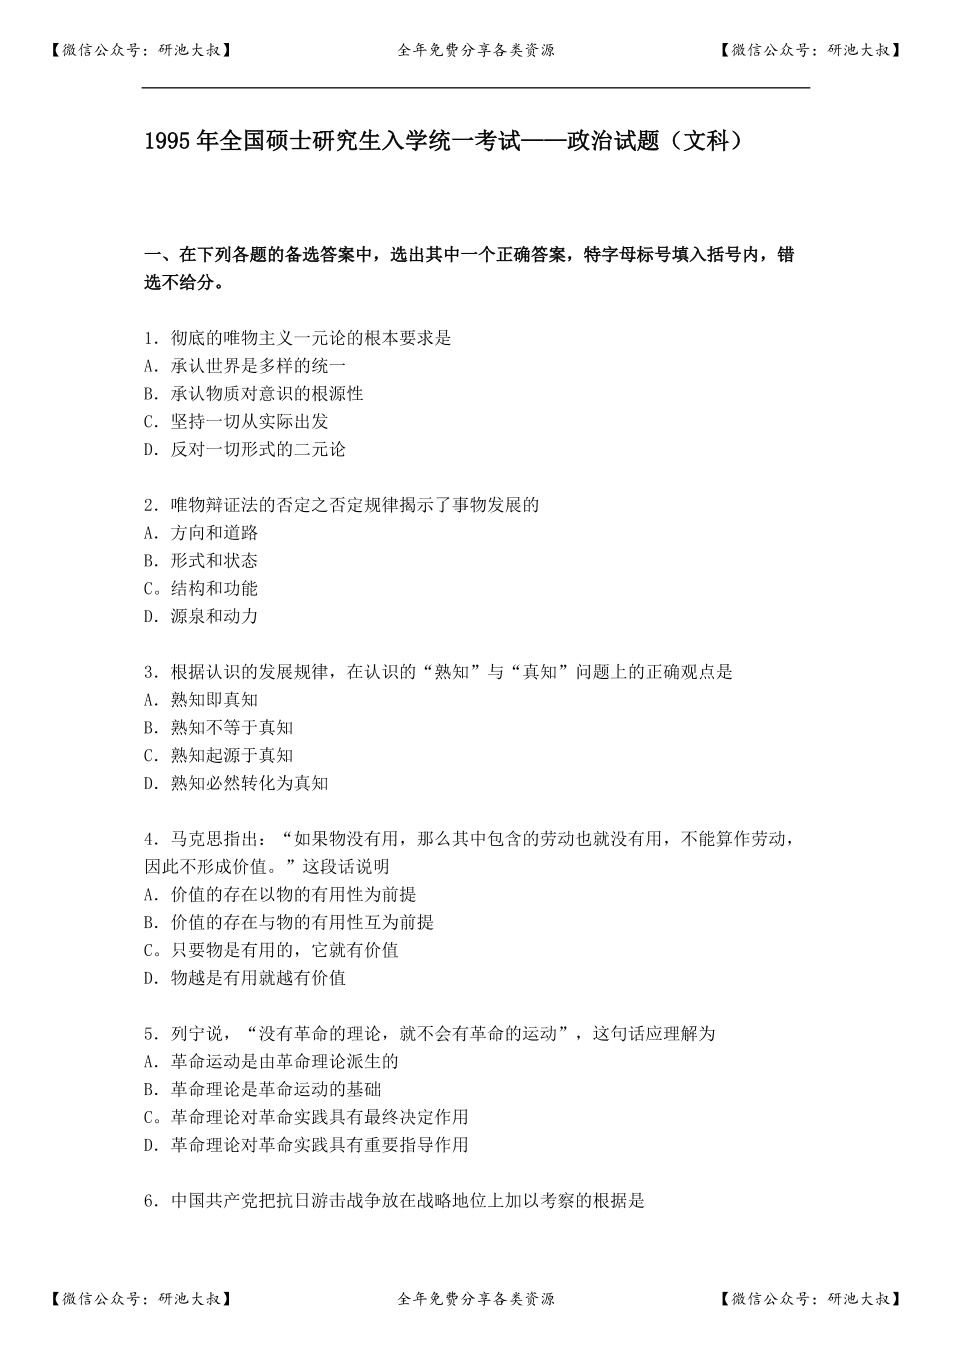 【微信公众号：研池大叔】 全年免费分享各类资源 【微信公众号：研池大叔】
1995 年全国硕士研究生入学统一考试——政治试题（文科）
一、在下列各题的备选答案中，选出其中一个正确答案，特字母标号填入括号内，错
选不给分。
1．彻底的唯物主义一元论的根本要求是
A．承认世界是多样的统一
B．承认物质对意识的根源性
C．坚持一切从实际出发
D．反对一切形式的二元论
2．唯物辩证法的否定之否定规律揭示了事物发展的
A．方向和道路
B．形式和状态
C。结构和功能
D．源泉和动力
3．根据认识的发展规律，在认识的“熟知”与“真知”问题上的正确观点是
A．熟知即真知
B．熟知不等于真知
C．熟知起源于真知
D．熟知必然转化为真知
4．马克思指出：“如果物没有用，那么其中包含的劳动也就没有用，不能算作劳动，
因此不形成价值。”这段话说明
A．价值的存在以物的有用性为前提
B．价值的存在与物的有用性互为前提
C。只要物是有用的，它就有价值
D．物越是有用就越有价值
5．列宁说，“没有革命的理论，就不会有革命的运动”，这句话应理解为
A．革命运动是由革命理论派生的
B．革命理论是革命运动的基础
C。革命理论对革命实践具有最终决定作用
D．革命理论对革命实践具有重要指导作用
6．中国共产党把抗日游击战争放在战略地位上加以考察的根据是
【微信公众号：研池大叔】 全年免费分享各类资源 【微信公众号：研池大叔】